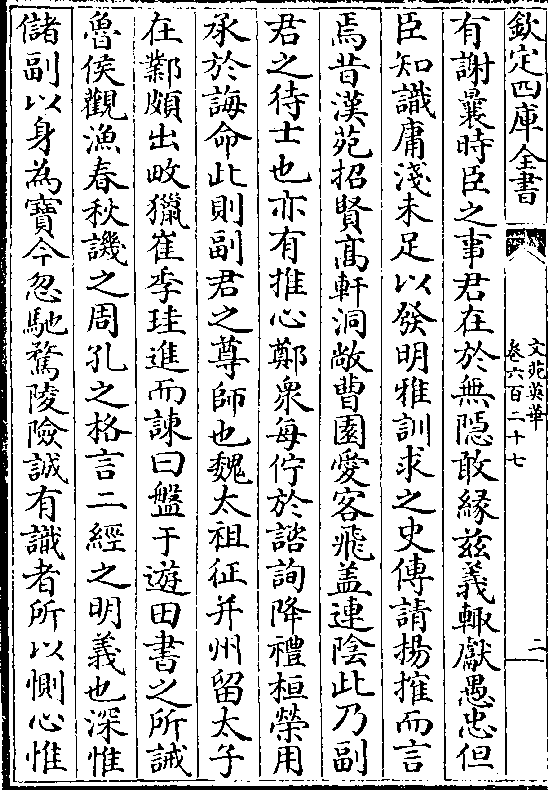 欽定四庫全書
文苑英華
卷六百二十七
二
有謝曩時臣之事君在於無隠敢緣兹義輒獻愚忠但
臣知識庸淺未足以發明雅訓求之史傳請揚搉而言
焉昔漢苑招賢髙軒洞敞曹園愛客飛盖連陰此乃副
君之待士也亦有推心鄭衆每佇於諮詢降禮桓榮用
承於誨命此則副君之尊師也魏太祖征并州留太子
在鄴頗出畋獵崔季珪進而諫曰盤于遊田書之所誡
魯侯觀漁春秋譏之周孔之格言二經之明義也深惟
儲副以身為寶今忽馳騖陵險誠有識者所以惻心惟